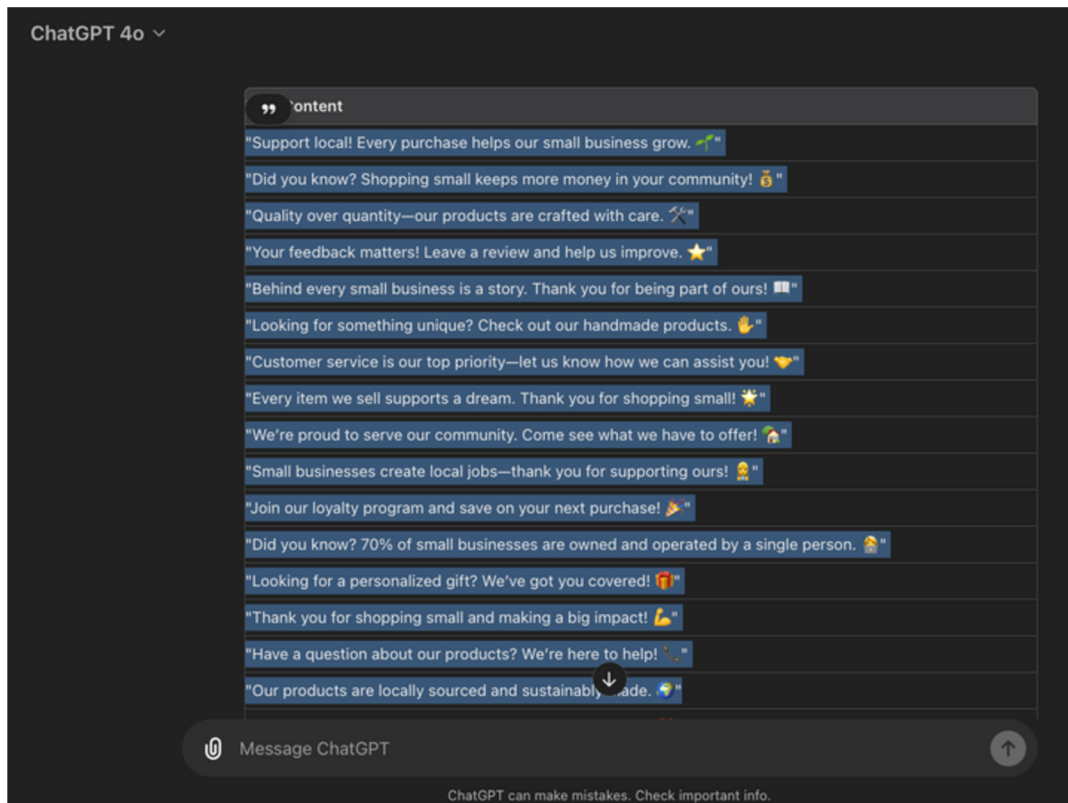 ChatGPT 4o
ontent
"Support local! Every purchase helps our small business grow. 🌱"
"Did you know? Shopping small keeps more money in your community! 💰"
"Quality over quantity—our products are crafted with care. 🛠️"
"Your feedback matters! Leave a review and help us improve. ⭐"
"Behind every small business is a story. Thank you for being part of ours! 📖"
"Looking for something unique? Check out our handmade products. ✋"
"Customer service is our top priority—let us know how we can assist you! 🤝"
"Every item we sell supports a dream. Thank you for shopping small! 🌟"
"We're proud to serve our community. Come see what we have to offer! 🏡"
"Small businesses create local jobs—thank you for supporting ours! 👷"
"Join our loyalty program and save on your next purchase! 🎉"
"Did you know? 70% of small businesses are owned and operated by a single person. 🧑‍💻"
"Looking for a personalized gift? We've got you covered! 🎁"
"Thank you for shopping small and making a big impact! 💪"
"Have a question about our products? We're here to help! 📞"
"Our products are locally sourced and sustainably ade. 🌍"
Message ChatGPT
ChatGPT can make mistakes. Check important info.